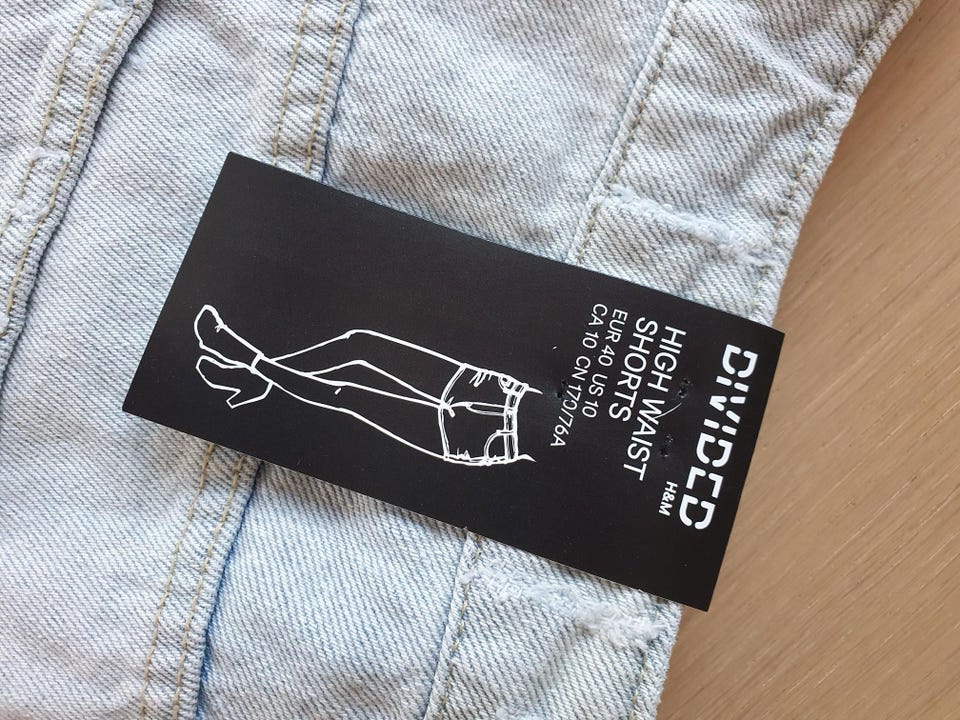 DIVIDED
H&M
HIGH WAIST
SHORTS
EUR 40 US 10
CA 10 CN 170/76A